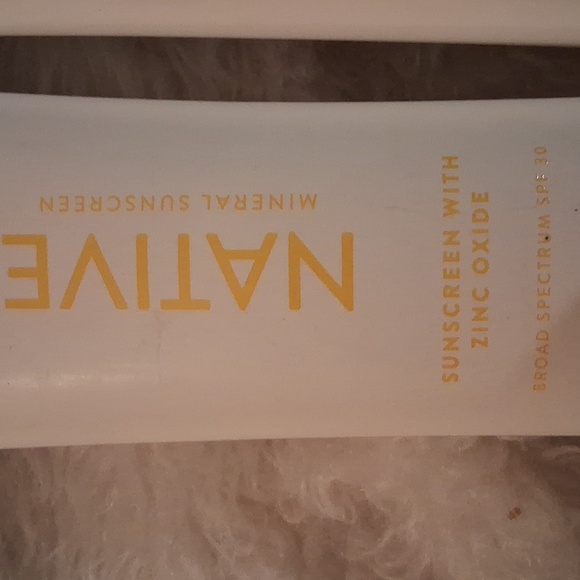 NATIVE
MINERAL SUNSCREEN
SUNSCREEN WITH
ZINC OXIDE
BROAD SPECTRUM SPF 30